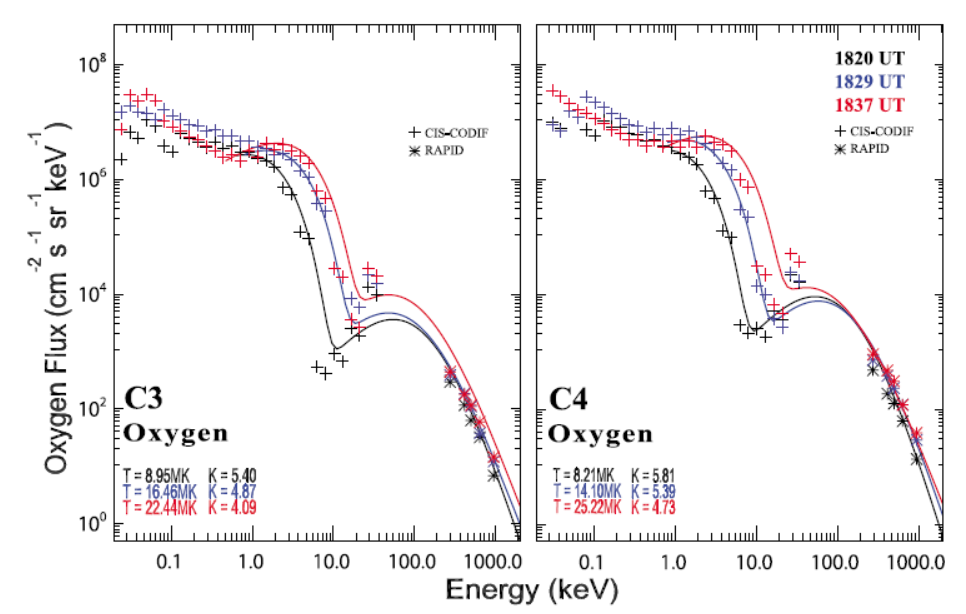 Oxygen Flux (cm⁻² s⁻¹ sr⁻¹ keV⁻¹)
10⁸
10⁶
10⁴
10²
10⁰
+ CIS-CODIF
* RAPID
C3
Oxygen
T = 8.95MK K = 5.40
T = 16.46MK K = 4.87
T = 22.44MK K = 4.09
0.1 1.0 10.0 100.0 1000.0
1820 UT
1829 UT
1837 UT
+ CIS-CODIF
* RAPID
C4
Oxygen
T = 8.21MK K = 5.81
T = 14.10MK K = 5.39
T = 25.22MK K = 4.73
0.1 1.0 10.0 100.0 1000.0
Energy (keV)